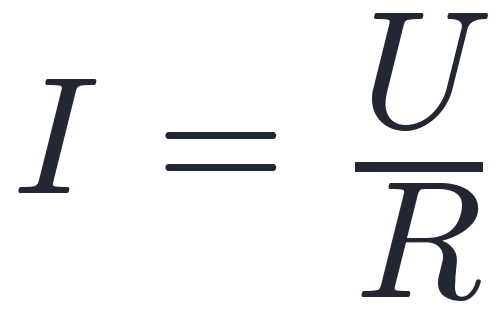 I = U/R